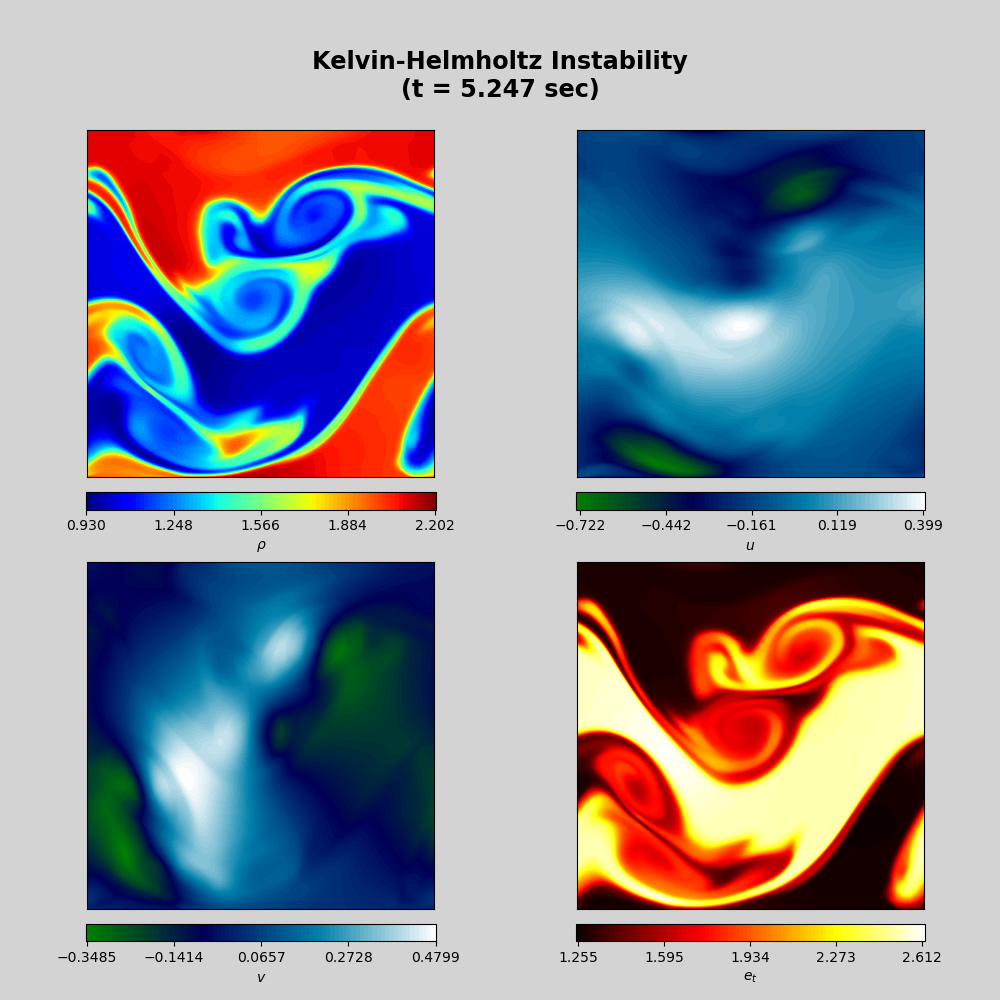 Kelvin-Helmholtz Instability
(t = 5.247 sec)
0.930 1.248 1.566 1.884 2.202
ρ
−0.722 −0.442 −0.161 0.119 0.399
u
−0.3485 −0.1414 0.0657 0.2728 0.4799
v
1.255 1.595 1.934 2.273 2.612
e_t